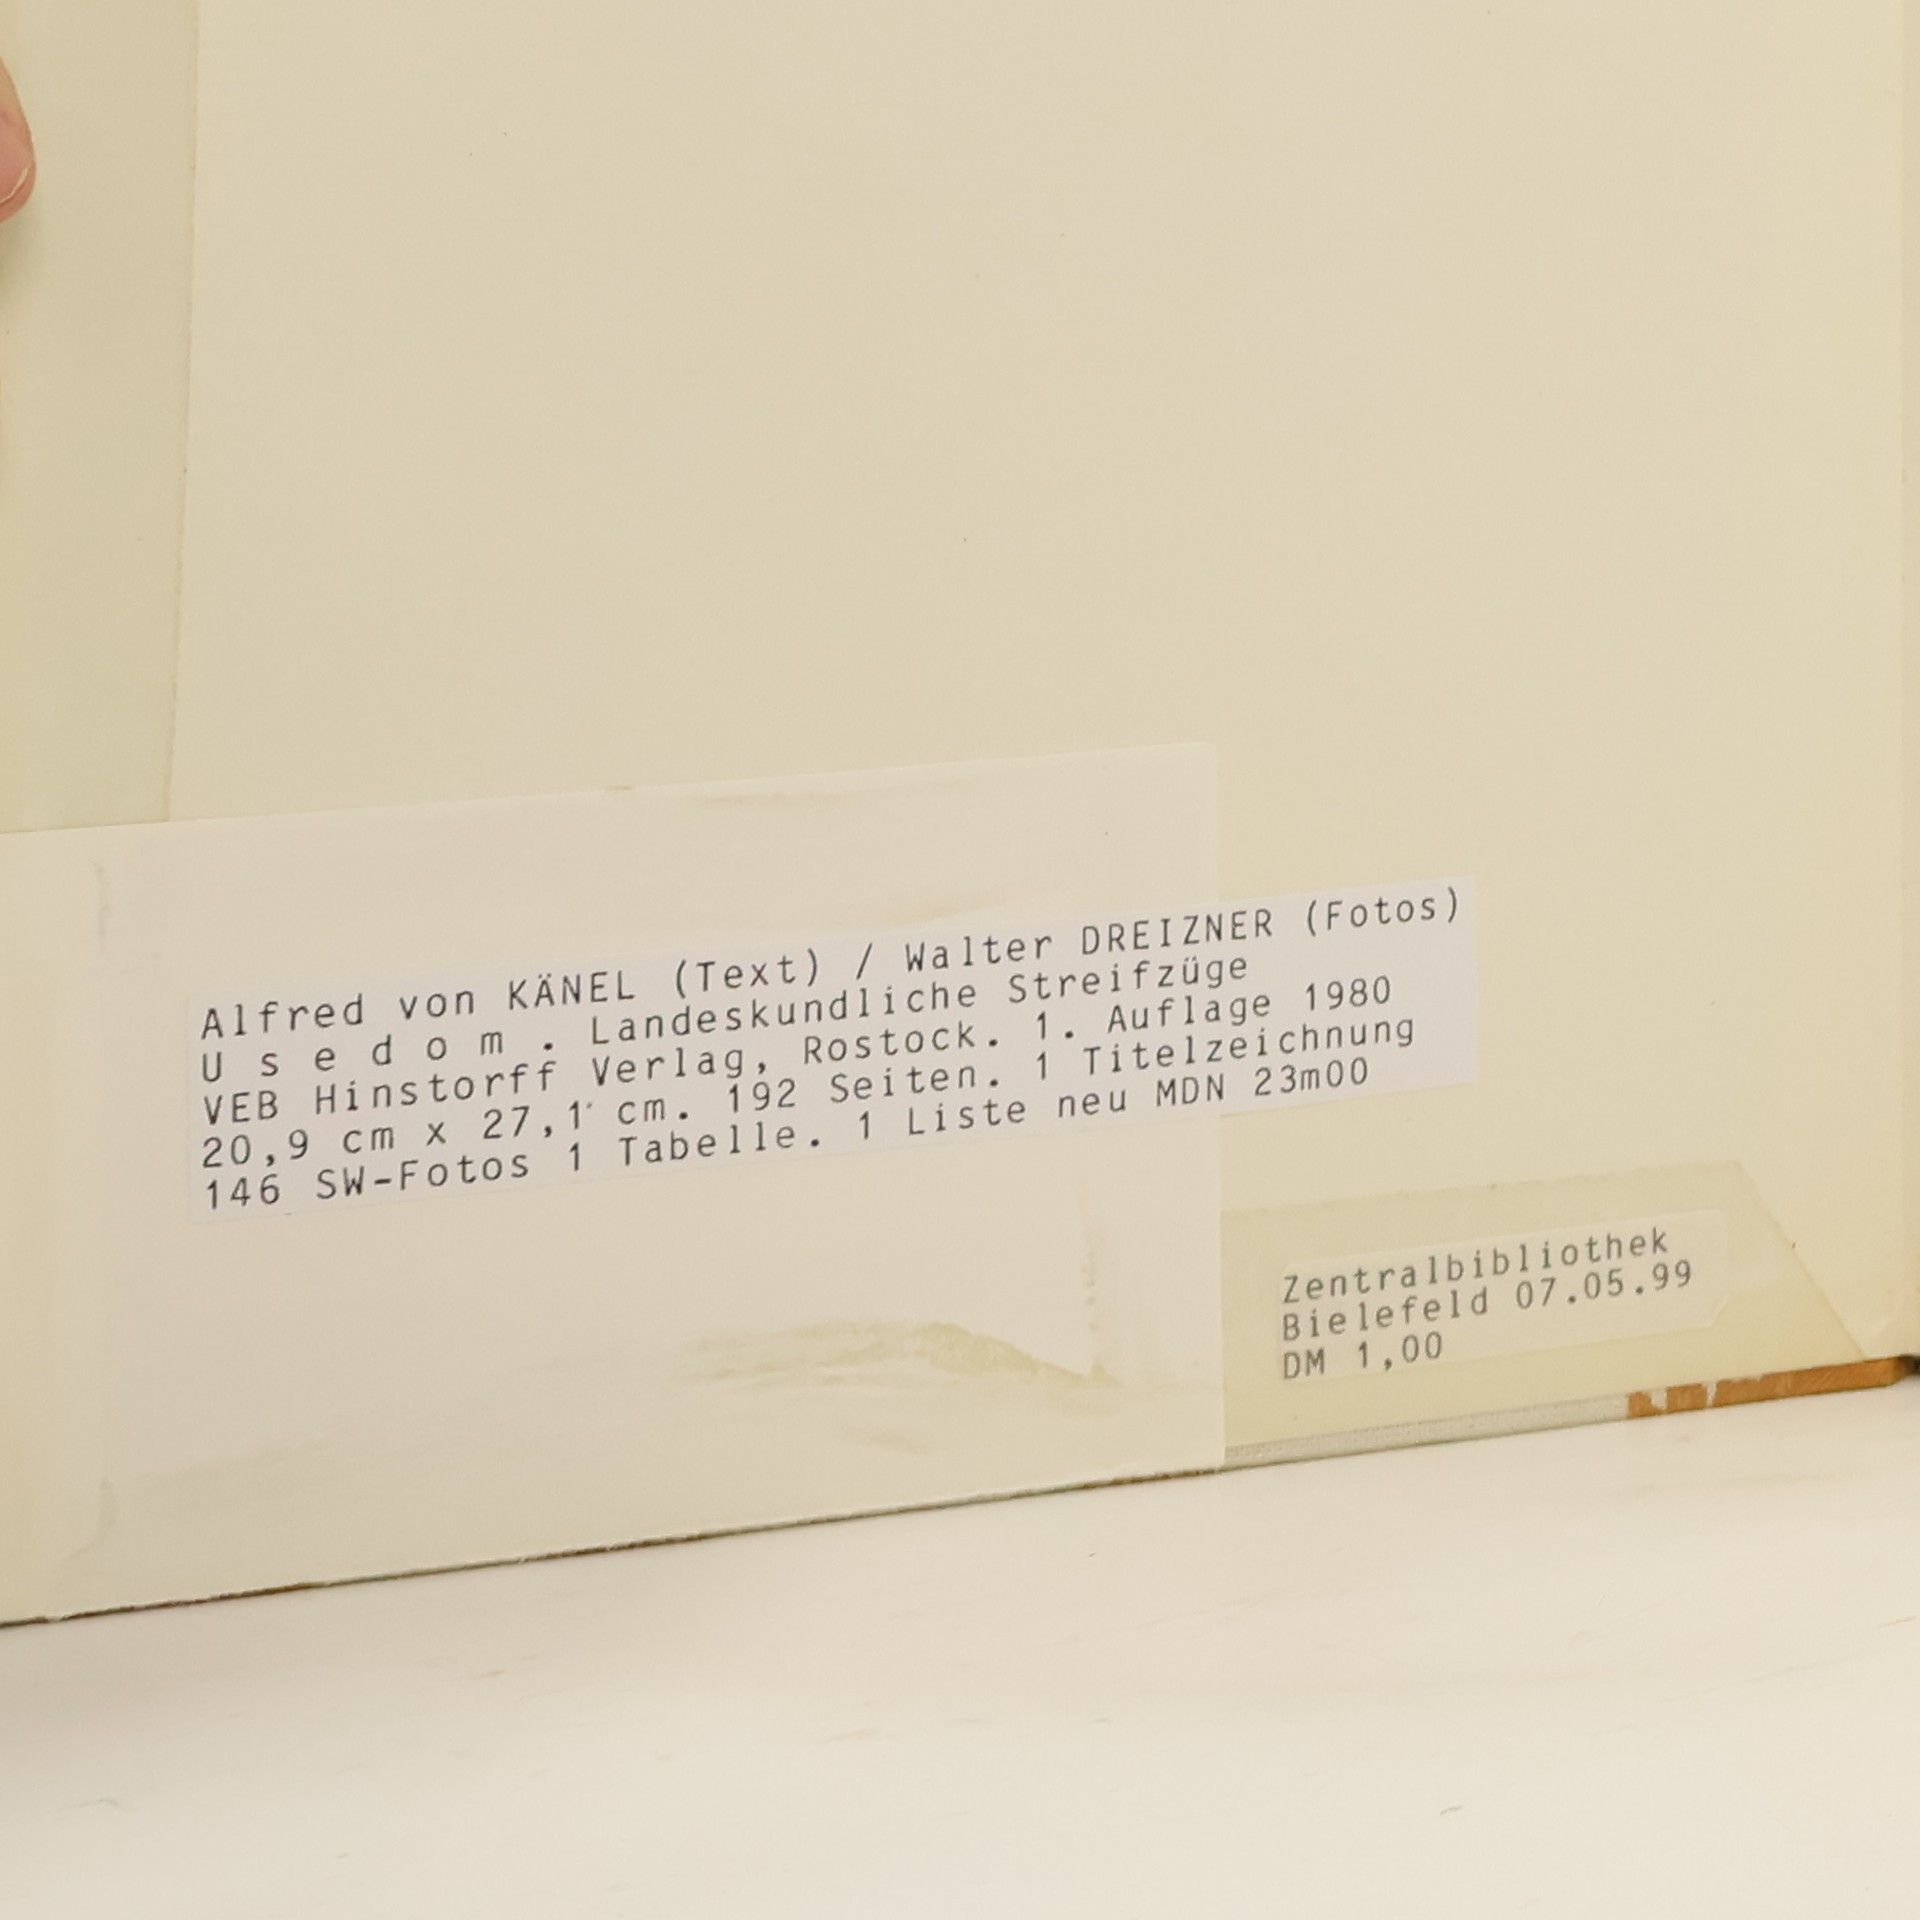 Alfred von KÄNEL (Text) / Walter DREIZNER (Fotos)
U s e d o m . Landeskundliche Streifzüge
VEB Hinstorff Verlag, Rostock. 1. Auflage 1980
20,9 cm x 27,1 cm. 192 Seiten. 1 Titelzeichnung
146 SW-Fotos 1 Tabelle. 1 Liste neu MDN 23m00
Zentralbibliothek
Bielefeld 07.05.99
DM 1,00